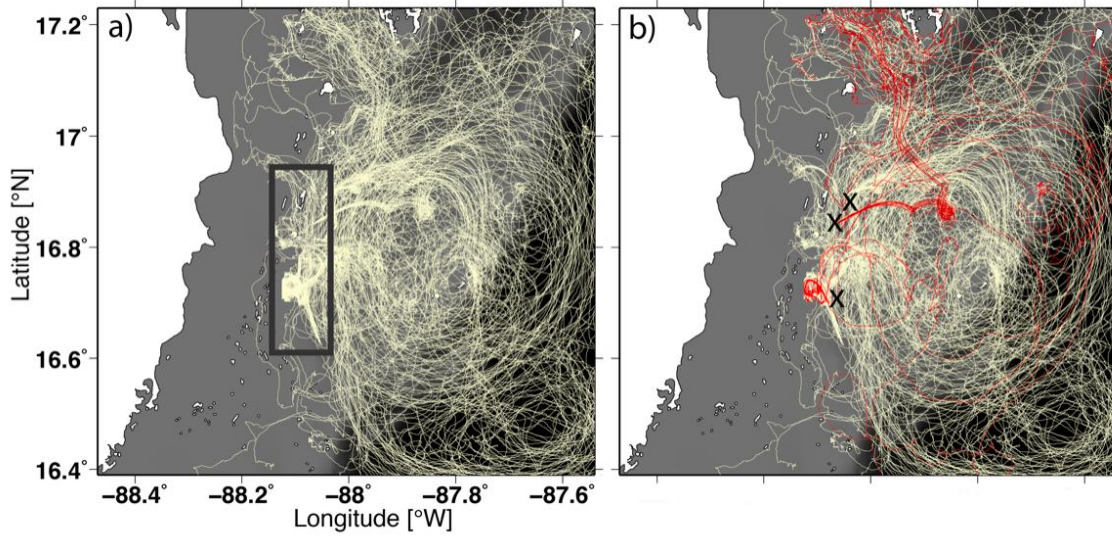 a)
b)
17.2°
17°
16.8°
16.6°
16.4°
Latitude [°N]
X
X
X
−88.4°
−88.2°
−88°
−87.8°
−87.6°
Longitude [°W]